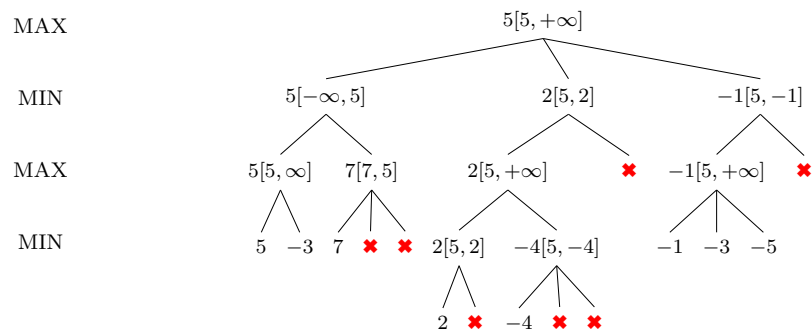 MAX 5[5, +∞]
MIN 5[−∞, 5] 2[5, 2] −1[5, −1]
MAX 5[5, ∞] 7[7, 5] 2[5, +∞] ✖ −1[5, +∞] ✖
MIN 5 −3 7 ✖ ✖ 2[5, 2] −4[5, −4] −1 −3 −5
2 ✖ −4 ✖ ✖